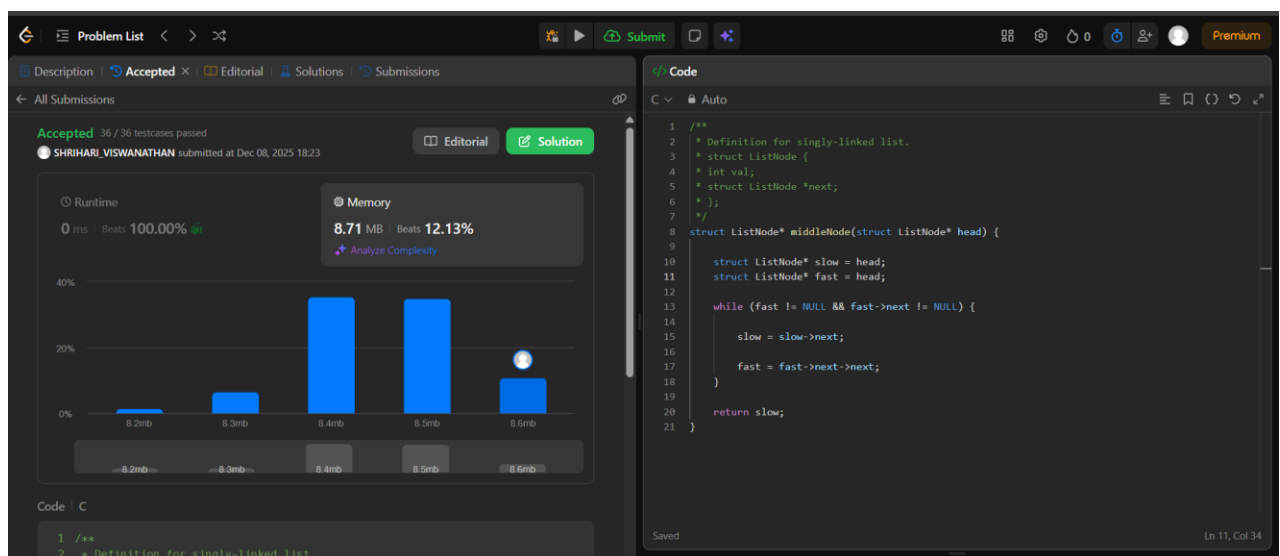 Problem List
Submit
0
Premium
Description | Accepted × | Editorial | Solutions | Submissions
</> Code
← All Submissions
C Auto
Accepted 36 / 36 testcases passed
SHRIHARI_VISWANATHAN submitted at Dec 08, 2025 18:23
Editorial
Solution
Runtime
0 ms | Beats 100.00%
Memory
8.71 MB | Beats 12.13%
Analyze Complexity
40%
20%
0%
8.2mb 8.3mb 8.4mb 8.5mb 8.6mb
8.2mb 8.3mb 8.4mb 8.5mb 8.6mb
Code | C
1 /**
2 * Definition for singly-linked list.
1 /**
2 * Definition for singly-linked list.
3 * struct ListNode {
4 * int val;
5 * struct ListNode *next;
6 * };
7 */
8 struct ListNode* middleNode(struct ListNode* head) {
9
10 struct ListNode* slow = head;
11 struct ListNode* fast = head;
12
13 while (fast != NULL && fast->next != NULL) {
14
15 slow = slow->next;
16
17 fast = fast->next->next;
18 }
19
20 return slow;
21 }
Saved
Ln 11, Col 34